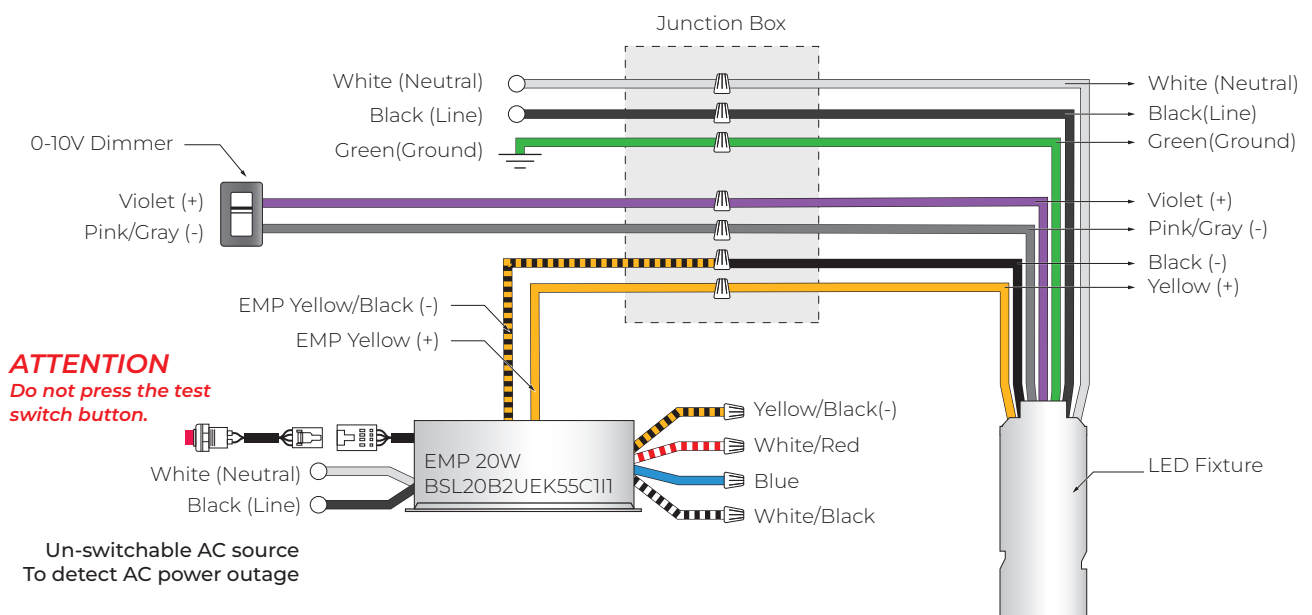 Junction Box
White (Neutral)
Black (Line)
Green(Ground)
0-10V Dimmer
Violet (+)
Pink/Gray (-)
White (Neutral)
Black(Line)
Green(Ground)
Violet (+)
Pink/Gray (-)
Black (-)
Yellow (+)
EMP Yellow/Black (-)
EMP Yellow (+)
ATTENTION
Do not press the test
switch button.
White (Neutral)
Black (Line)
EMP 20W
BSL20B2UEK55C1I1
Yellow/Black(-)
White/Red
Blue
White/Black
LED Fixture
Un-switchable AC source
To detect AC power outage